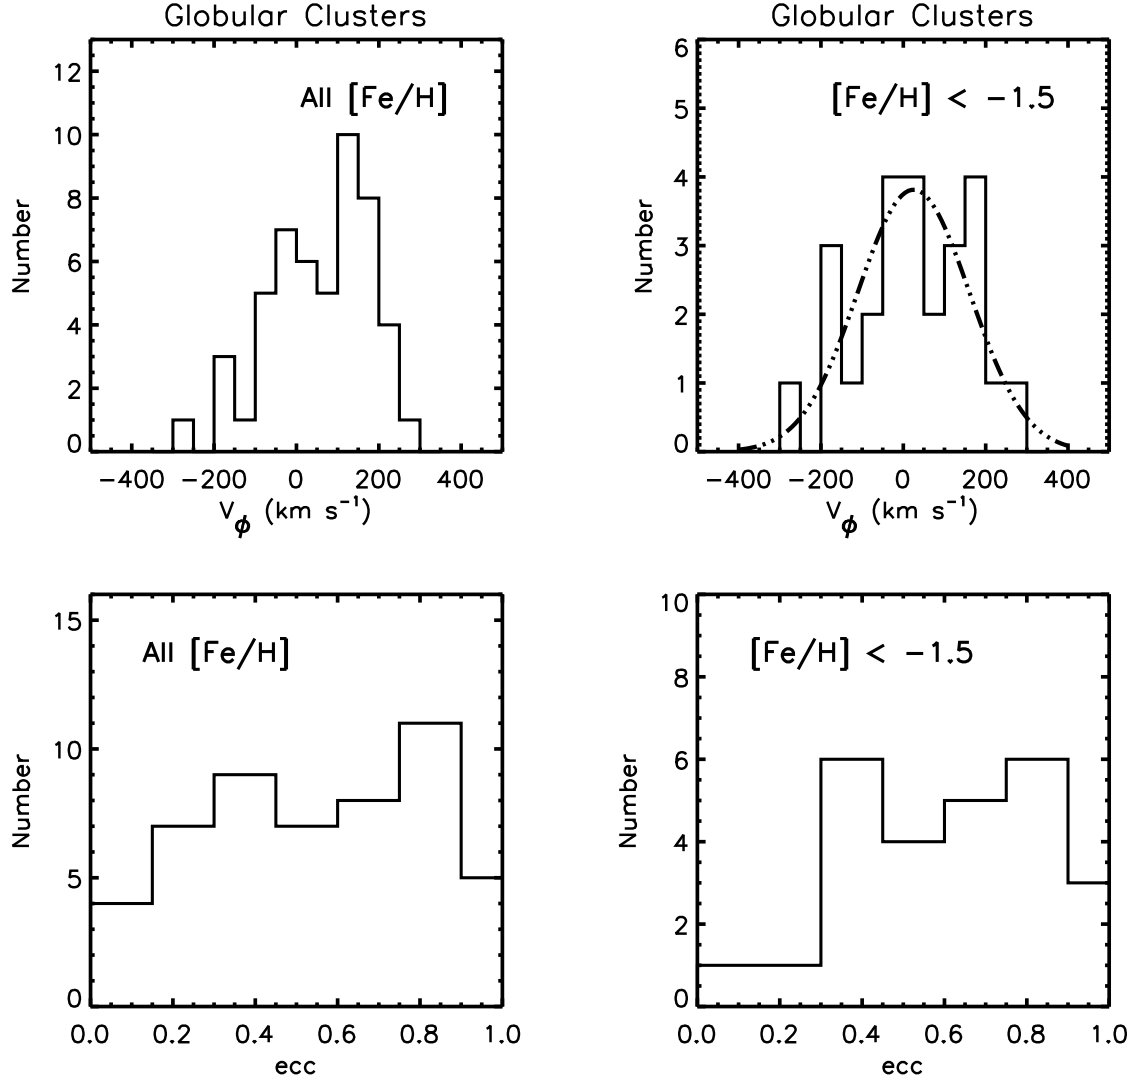 Globular Clusters
All [Fe/H]
Number
12
10
8
6
4
2
0
−400 −200 0 200 400
Vϕ (km s⁻¹)
Globular Clusters
[Fe/H] < −1.5
Number
6
5
4
3
2
1
0
−400 −200 0 200 400
Vϕ (km s⁻¹)
All [Fe/H]
Number
15
10
5
0
0.0 0.2 0.4 0.6 0.8 1.0
ecc
[Fe/H] < −1.5
Number
10
8
6
4
2
0
0.0 0.2 0.4 0.6 0.8 1.0
ecc